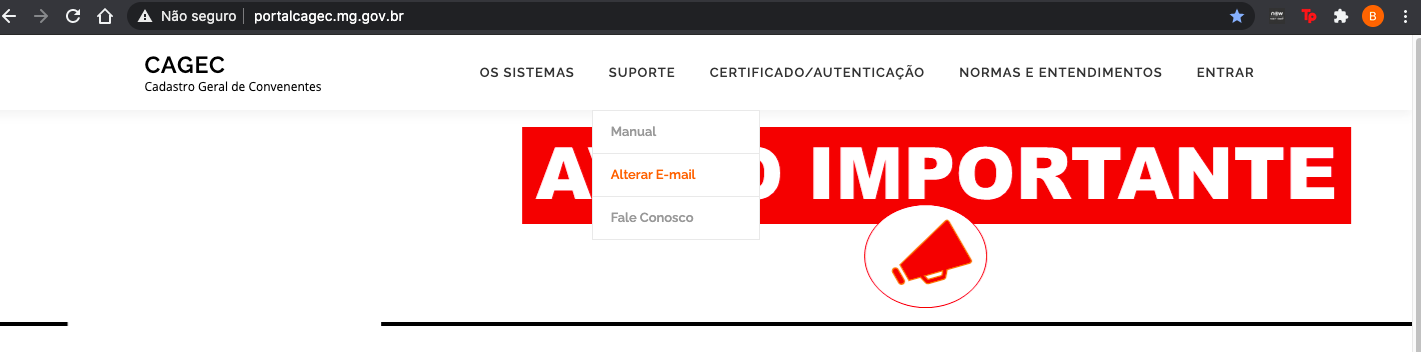 Não seguro
portalcagec.mg.gov.br
B
CAGEC
Cadastro Geral de Convenentes
OS SISTEMAS
SUPORTE
CERTIFICADO/AUTENTICAÇÃO
NORMAS E ENTENDIMENTOS
ENTRAR
Manual
Alterar E-mail
Fale Conosco
IMPORTANTE